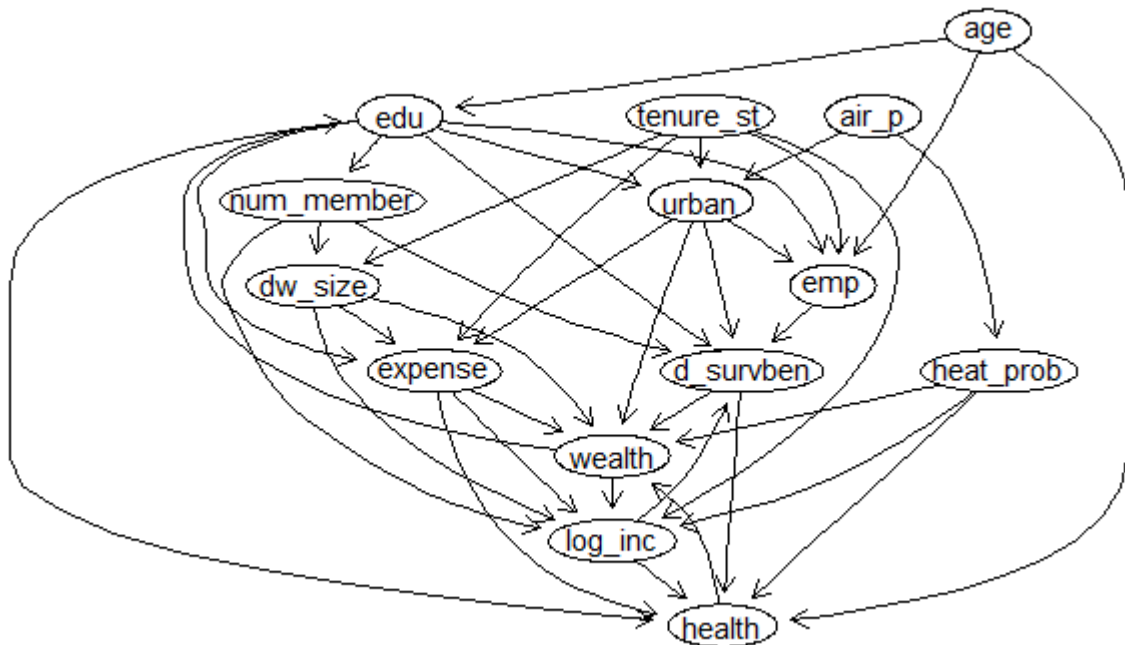 age
edu
tenure_st
air_p
num_member
urban
dw_size
emp
expense
d_survben
heat_prob
wealth
log_inc
health